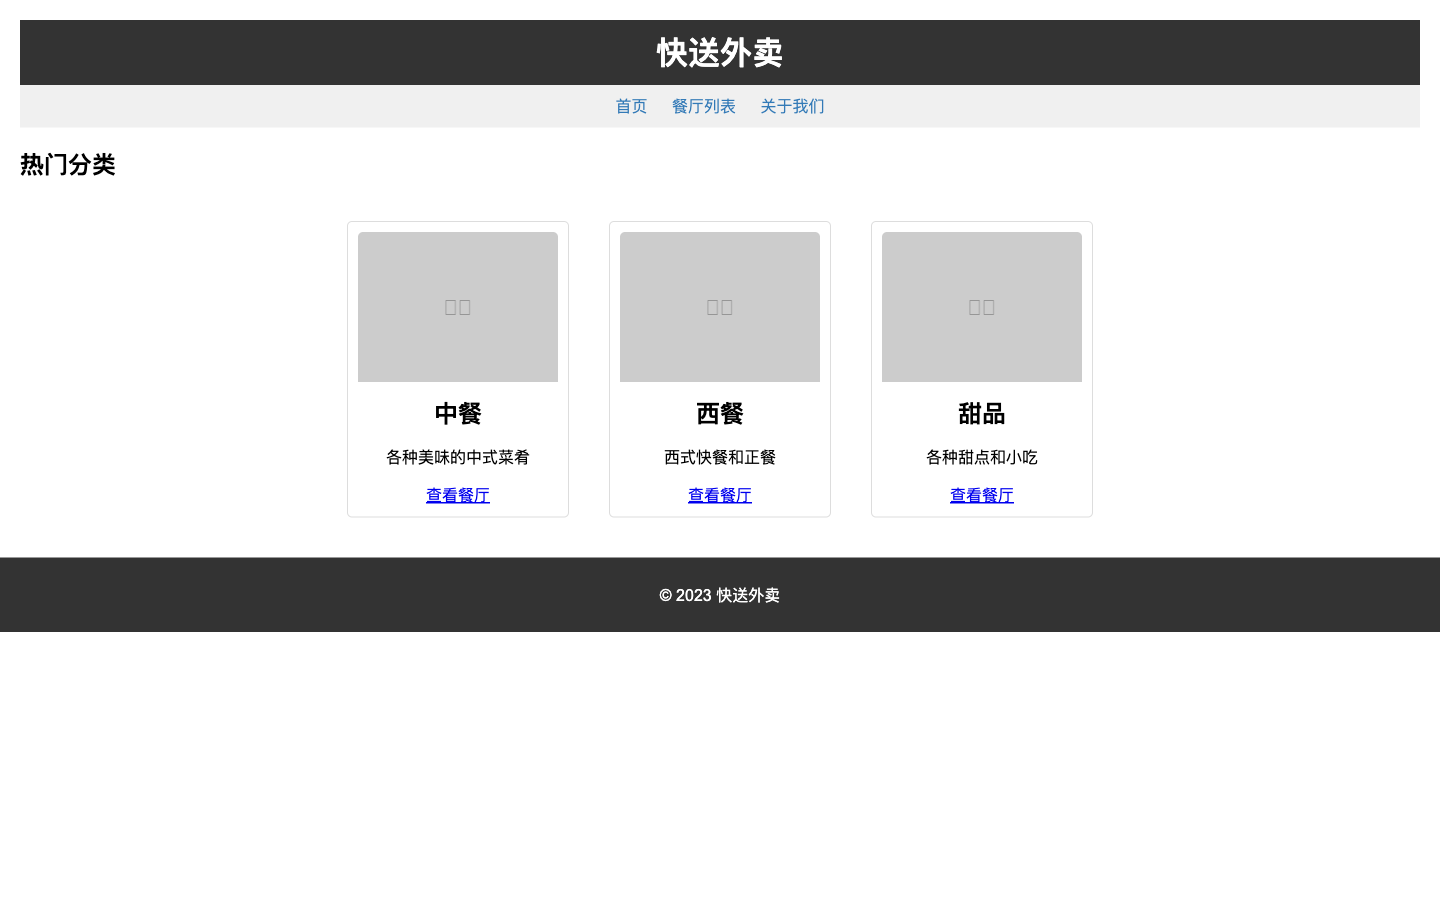 快送外卖
首页 餐厅列表 关于我们
热门分类
中餐
各种美味的中式菜肴
查看餐厅
西餐
西式快餐和正餐
查看餐厅
甜品
各种甜点和小吃
查看餐厅
© 2023 快送外卖